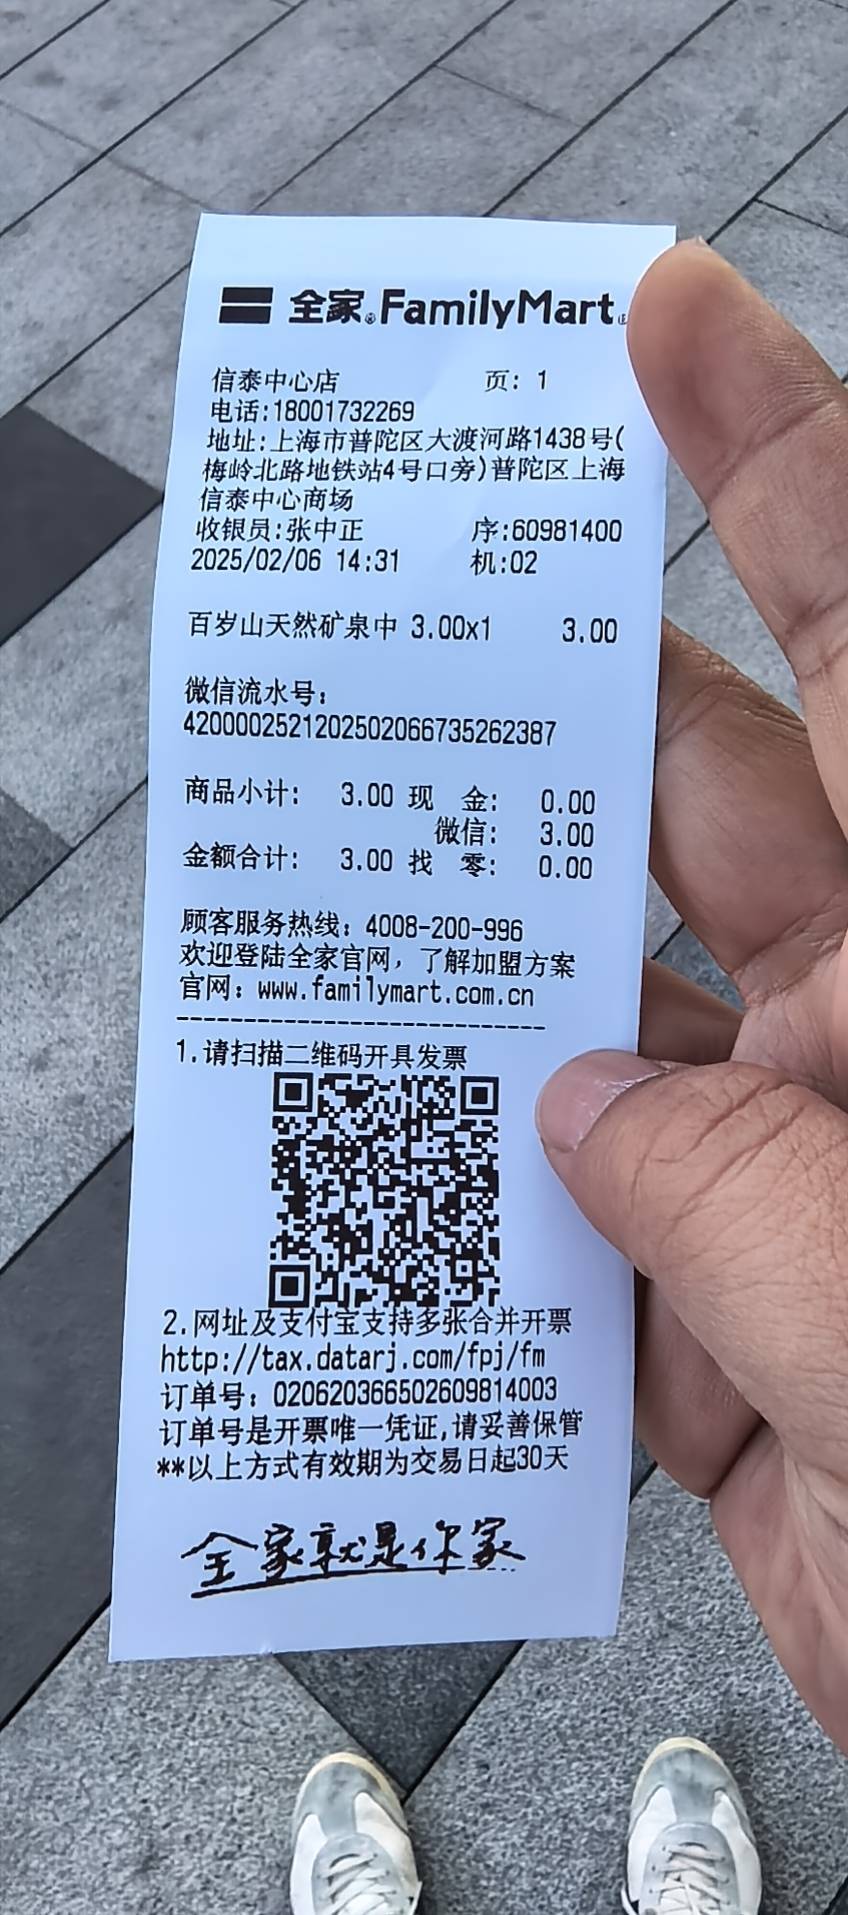 全家 FamilyMart
信泰中心店 页: 1
电话:18001732269
地址:上海市普陀区大渡河路1438号(
梅岭北路地铁站4号口旁)普陀区上海
信泰中心商场
收银员:张中正 序:60981400
2025/02/06 14:31 机:02
百岁山天然矿泉中 3.00x1 3.00
微信流水号:
4200002521202502066735262387
商品小计: 3.00 现 金: 0.00
微信: 3.00
金额合计: 3.00 找 零: 0.00
顾客服务热线: 4008-200-996
欢迎登陆全家官网，了解加盟方案
官网: www.familymart.com.cn
1.请扫描二维码开具发票
2.网址及支付宝支持多张合并开票
http://tax.datarj.com/fpj/fm
订单号: 020620366502609814003
订单号是开票唯一凭证,请妥善保管
**以上方式有效期为交易日起30天
全家就是你家